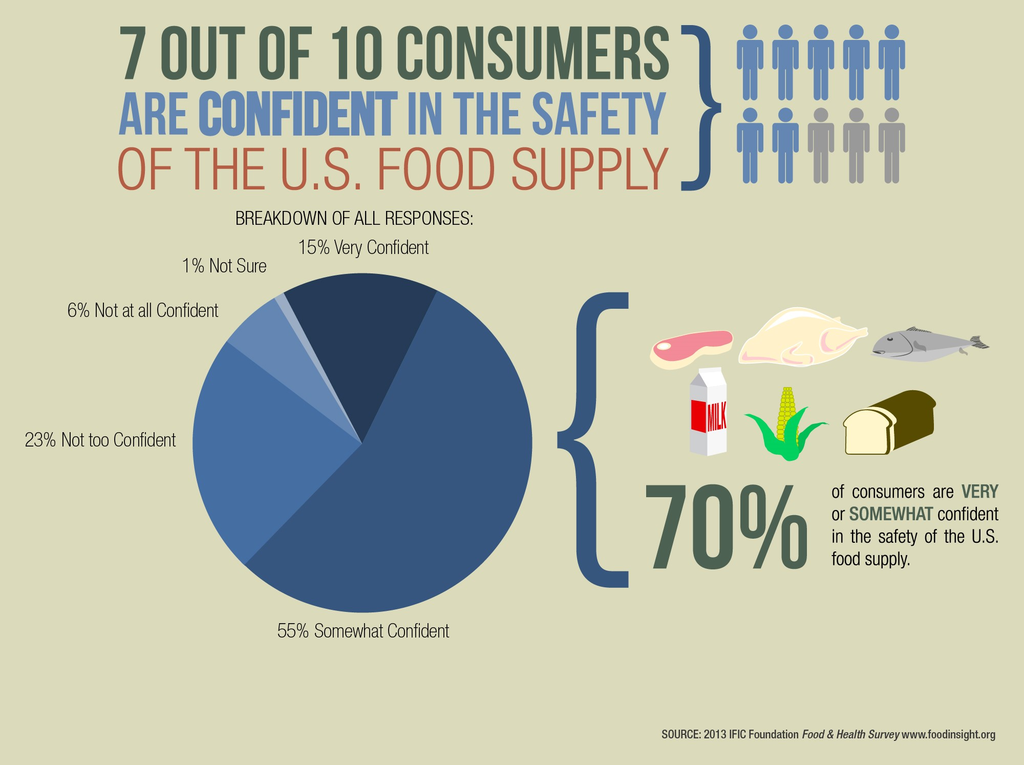 7 OUT OF 10 CONSUMERS
ARE CONFIDENT IN THE SAFETY
OF THE U.S. FOOD SUPPLY
BREAKDOWN OF ALL RESPONSES:
15% Very Confident
1% Not Sure
6% Not at all Confident
23% Not too Confident
55% Somewhat Confident
MILK
70%
of consumers are VERY
or SOMEWHAT confident
in the safety of the U.S.
food supply.
SOURCE: 2013 IFIC Foundation Food & Health Survey www.foodinsight.org